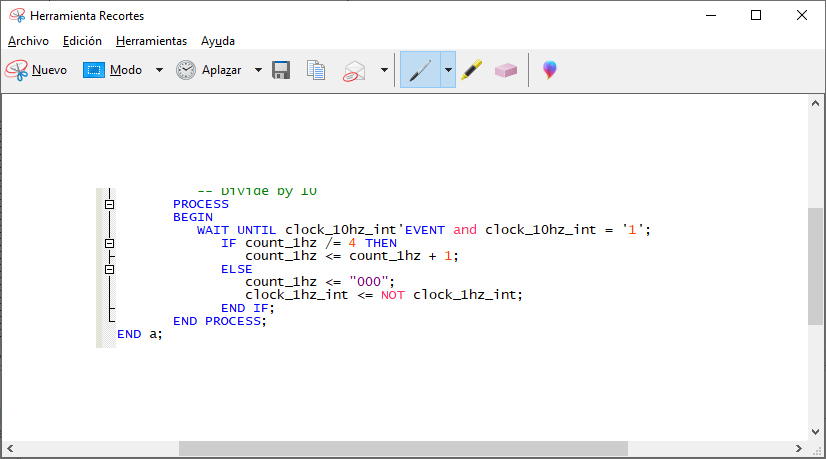 Herramienta Recortes
Archivo Edición Herramientas Ayuda
Nuevo Modo Aplazar
-- Divide by 10
PROCESS
BEGIN
WAIT UNTIL clock_10hz_int'EVENT and clock_10hz_int = '1';
IF count_1hz /= 4 THEN
count_1hz <= count_1hz + 1;
ELSE
count_1hz <= "000";
clock_1hz_int <= NOT clock_1hz_int;
END IF;
END PROCESS;
END a;